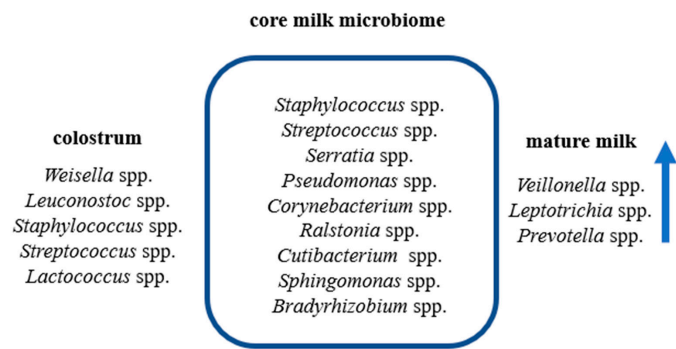 core milk microbiome
colostrum
Weisella spp.
Leuconostoc spp.
Staphylococcus spp.
Streptococcus spp.
Lactococcus spp.
Staphylococcus spp.
Streptococcus spp.
Serratia spp.
Pseudomonas spp.
Corynebacterium spp.
Ralstonia spp.
Cutibacterium spp.
Sphingomonas spp.
Bradyrhizobium spp.
mature milk
Veillonella spp.
Leptotrichia spp.
Prevotella spp.